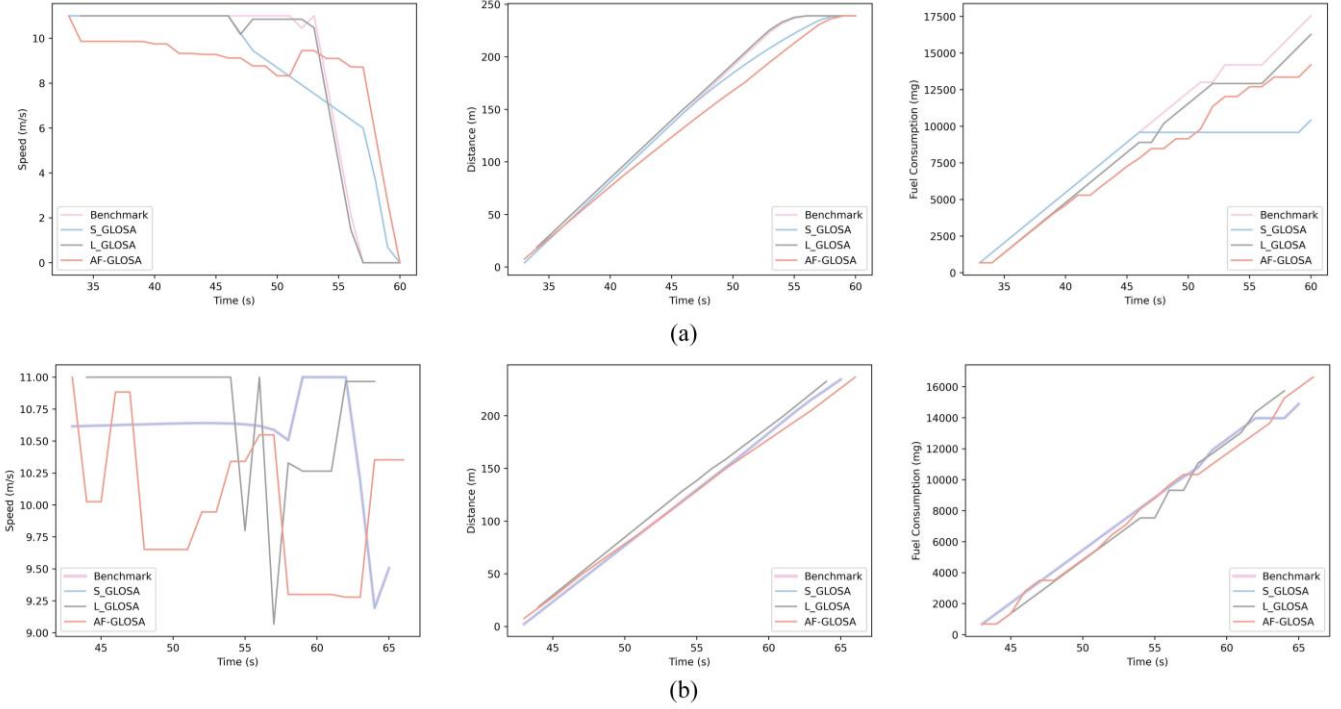 10
8
6
4
2
0
Speed (m/s)
Benchmark
S_GLOSA
L_GLOSA
AF-GLOSA
35 40 45 50 55 60
Time (s)
250
200
150
100
50
0
Distance (m)
Benchmark
S_GLOSA
L_GLOSA
AF-GLOSA
35 40 45 50 55 60
Time (s)
17500
15000
12500
10000
7500
5000
2500
0
Fuel Consumption (mg)
Benchmark
S_GLOSA
L_GLOSA
AF-GLOSA
35 40 45 50 55 60
Time (s)
(a)
11.00
10.75
10.50
10.25
10.00
9.75
9.50
9.25
9.00
Speed (m/s)
Benchmark
S_GLOSA
L_GLOSA
AF-GLOSA
45 50 55 60 65
Time (s)
200
150
100
50
0
Distance (m)
Benchmark
S_GLOSA
L_GLOSA
AF-GLOSA
45 50 55 60 65
Time (s)
16000
14000
12000
10000
8000
6000
4000
2000
0
Fuel Consumption (mg)
Benchmark
S_GLOSA
L_GLOSA
AF-GLOSA
45 50 55 60 65
Time (s)
(b)